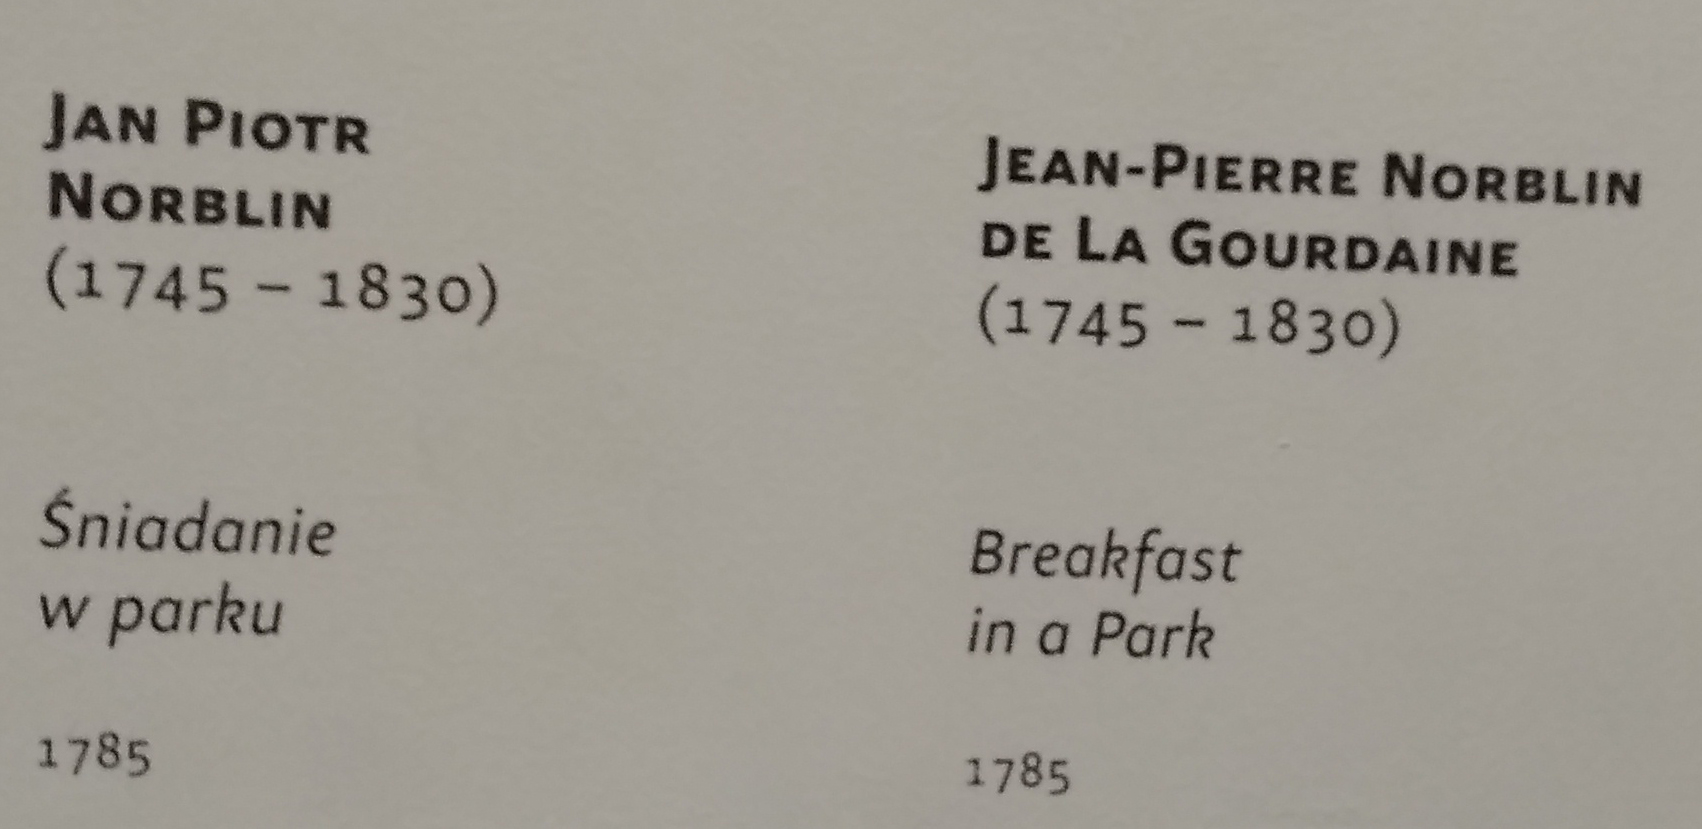 Jan Piotr
Norblin
(1745 – 1830)
Śniadanie
w parku
1785
Jean-Pierre Norblin
de La Gourdaine
(1745 – 1830)
Breakfast
in a Park
1785